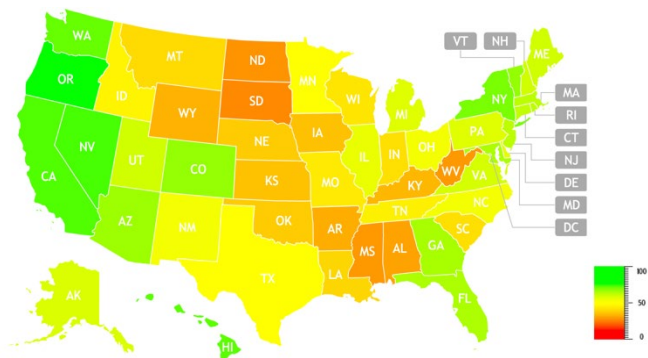 WA
OR
CA
NV
ID
MT
WY
UT
AZ
CO
NM
ND
SD
NE
KS
OK
TX
MN
IA
MO
AR
LA
WI
IL
MI
IN
OH
KY
TN
MS
AL
GA
FL
SC
NC
VA
WV
PA
NY
ME
VT
NH
MA
RI
CT
NJ
DE
MD
DC
AK
Hi
100
50
0